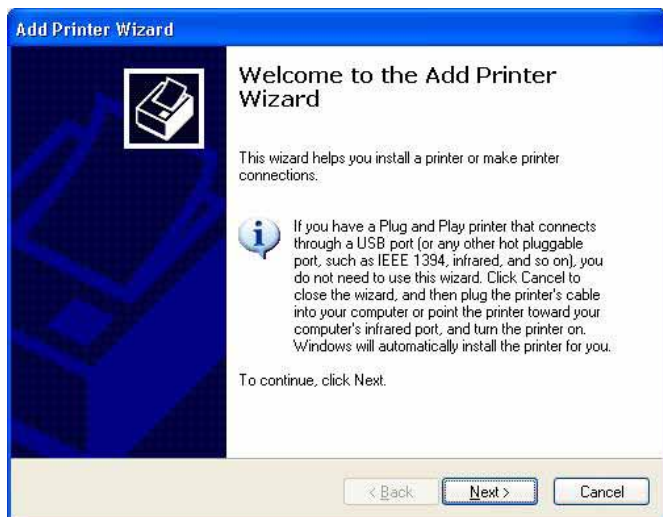 Add Printer Wizard
Welcome to the Add Printer
Wizard
This wizard helps you install a printer or make printer
connections.
If you have a Plug and Play printer that connects
through a USB port (or any other hot pluggable
port, such as IEEE 1394, infrared, and so on), you
do not need to use this wizard. Click Cancel to
close the wizard, and then plug the printer's cable
into your computer or point the printer toward your
computer's infrared port, and turn the printer on.
Windows will automatically install the printer for you.
To continue, click Next.
< Back Next > Cancel